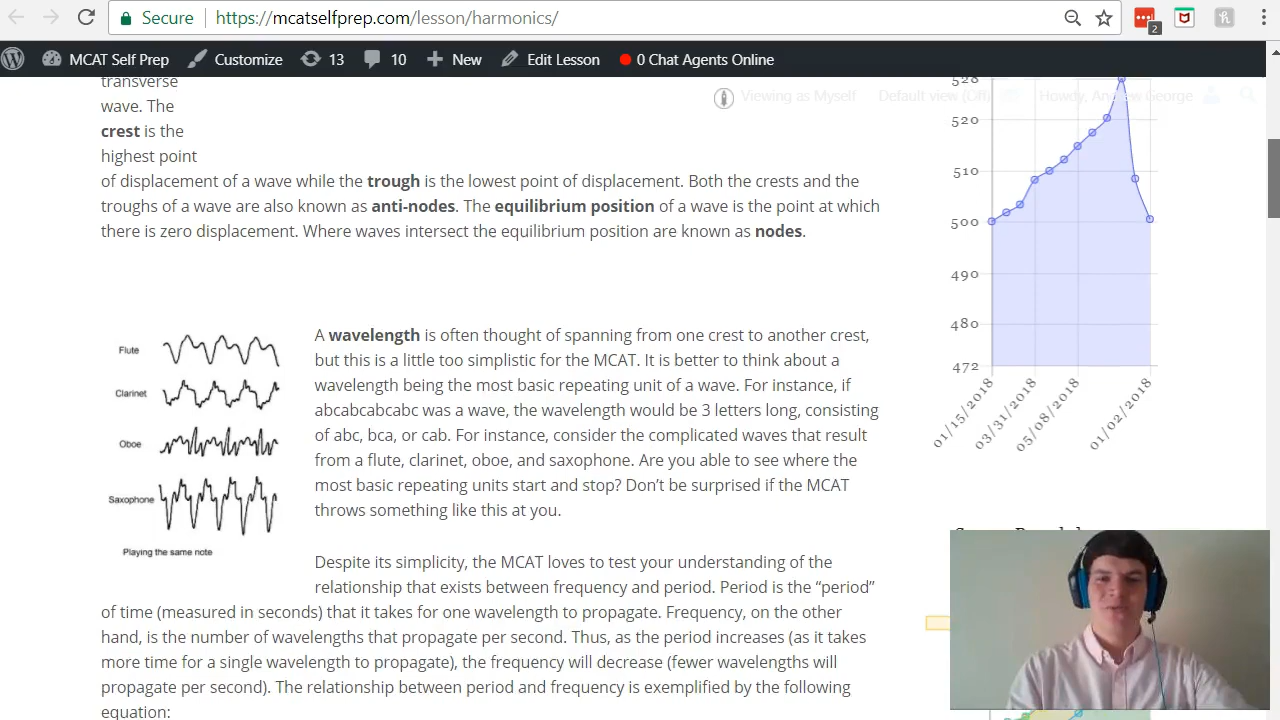 Secure
https://mcatselfprep.com/lesson/harmonics/
2
MCAT Self Prep
Customize
13
10
New
Edit Lesson
0 Chat Agents Online
Viewing as Myself
Default view (Off)
Howdy, Andrew George
transverse
wave. The
crest is the
highest point
of displacement of a wave while the trough is the lowest point of displacement. Both the crests and the
troughs of a wave are also known as anti-nodes. The equilibrium position of a wave is the point at which
there is zero displacement. Where waves intersect the equilibrium position are known as nodes.
Flute
Clarinet
Oboe
Saxophone
Playing the same note
A wavelength is often thought of spanning from one crest to another crest,
but this is a little too simplistic for the MCAT. It is better to think about a
wavelength being the most basic repeating unit of a wave. For instance, if
abcabcabcabc was a wave, the wavelength would be 3 letters long, consisting
of abc, bca, or cab. For instance, consider the complicated waves that result
from a flute, clarinet, oboe, and saxophone. Are you able to see where the
most basic repeating units start and stop? Don’t be surprised if the MCAT
throws something like this at you.
Despite its simplicity, the MCAT loves to test your understanding of the
relationship that exists between frequency and period. Period is the “period”
of time (measured in seconds) that it takes for one wavelength to propagate. Frequency, on the other
hand, is the number of wavelengths that propagate per second. Thus, as the period increases (as it takes
more time for a single wavelength to propagate), the frequency will decrease (fewer wavelengths will
propagate per second). The relationship between period and frequency is exemplified by the following
equation:
528
520
510
500
490
480
472
01/15/2018
03/31/2018
05/08/2018
01/02/2018